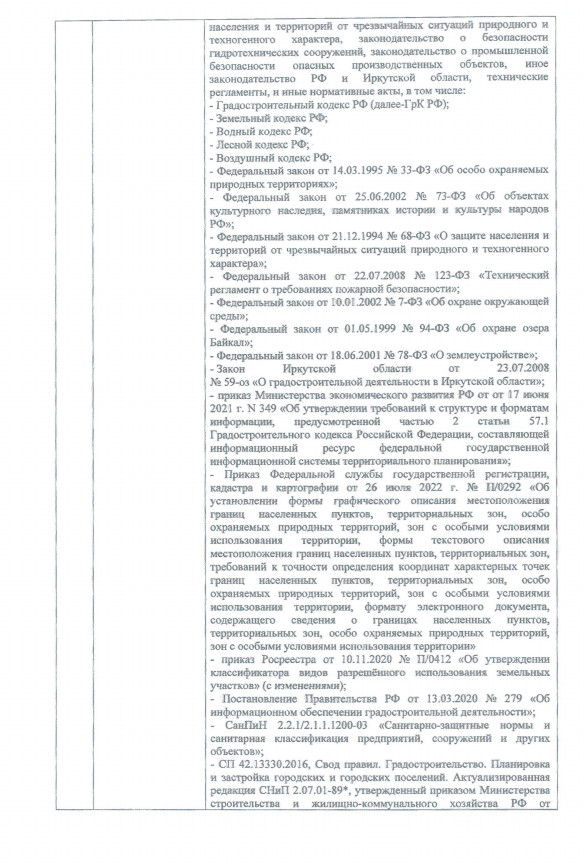 населения и территорий от чрезвычайных ситуаций природного и
техногенного характера, законодательство о безопасности
гидротехнических сооружений, законодательство о промышленной
безопасности опасных производственных объектов, иное
законодательство РФ и Иркутской области, технические
регламенты, и иные нормативные акты, в том числе:
- Градостроительный кодекс РФ (далее-ГрК РФ);
- Земельный кодекс РФ;
- Водный кодекс РФ;
- Лесной кодекс РФ;
- Воздушный кодекс РФ;
- Федеральный закон от 14.03.1995 № 33-ФЗ «Об особо охраняемых
природных территориях»;
- Федеральный закон от 25.06.2002 № 73-ФЗ «Об объектах
культурного наследия, памятниках истории и культуры народов
РФ»;
- Федеральный закон от 21.12.1994 № 68-ФЗ «О защите населения и
территорий от чрезвычайных ситуаций природного и техногенного
характера»;
- Федеральный закон от 22.07.2008 № 123-ФЗ «Технический
регламент о требованиях пожарной безопасности»;
- Федеральный закон от 10.01.2002 № 7-ФЗ «Об охране окружающей
среды»;
- Федеральный закон от 01.05.1999 № 94-ФЗ «Об охране озера
Байкал»;
- Федеральный закон от 18.06.2001 № 78-ФЗ «О землеустройстве»;
- Закон Иркутской области от 23.07.2008
№ 59-оз «О градостроительной деятельности в Иркутской области»;
- приказ Министерства экономического развития РФ от от 17 июня
2021 г. N 349 «Об утверждении требований к структуре и форматам
информации, предусмотренной частью 2 статьи 57.1
Градостроительного кодекса Российской Федерации, составляющей
информационный ресурс федеральной государственной
информационной системы территориального планирования»;
- Приказ Федеральной службы государственной регистрации,
кадастра и картографии от 26 июля 2022 г. № П/0292 «Об
установлении формы графического описания местоположения
границ населенных пунктов, территориальных зон, особо
охраняемых природных территорий, зон с особыми условиями
использования территории, формы текстового описания
местоположения границ населенных пунктов, территориальных зон,
требований к точности определения координат характерных точек
границ населенных пунктов, территориальных зон, особо
охраняемых природных территорий, зон с особыми условиями
использования территории, формату электронного документа,
содержащего сведения о границах населенных пунктов,
территориальных зон, особо охраняемых природных территорий,
зон с особыми условиями использования территории»
- приказ Росреестра от 10.11.2020 № П/0412 «Об утверждении
классификатора видов разрешённого использования земельных
участков» (с изменениями);
- Постановление Правительства РФ от 13.03.2020 № 279 «Об
информационном обеспечении градостроительной деятельности»;
- СанПиН 2.2.1/2.1.1.1200-03 «Санитарно-защитные нормы и
санитарная классификация предприятий, сооружений и других
объектов»;
- СП 42.13330.2016, Свод правил. Градостроительство. Планировка
и застройка городских и городских поселений. Актуализированная
редакция СНиП 2.07.01-89*, утвержденный приказом Министерства
строительства и жилищно-коммунального хозяйства РФ от